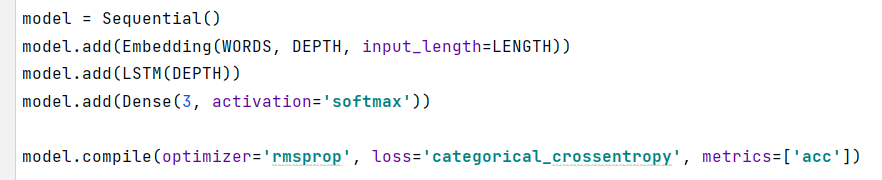 model = Sequential()
model.add(Embedding(WORDS, DEPTH, input_length=LENGTH))
model.add(LSTM(DEPTH))
model.add(Dense(3, activation='softmax'))
model.compile(optimizer='rmsprop', loss='categorical_crossentropy', metrics=['acc'])